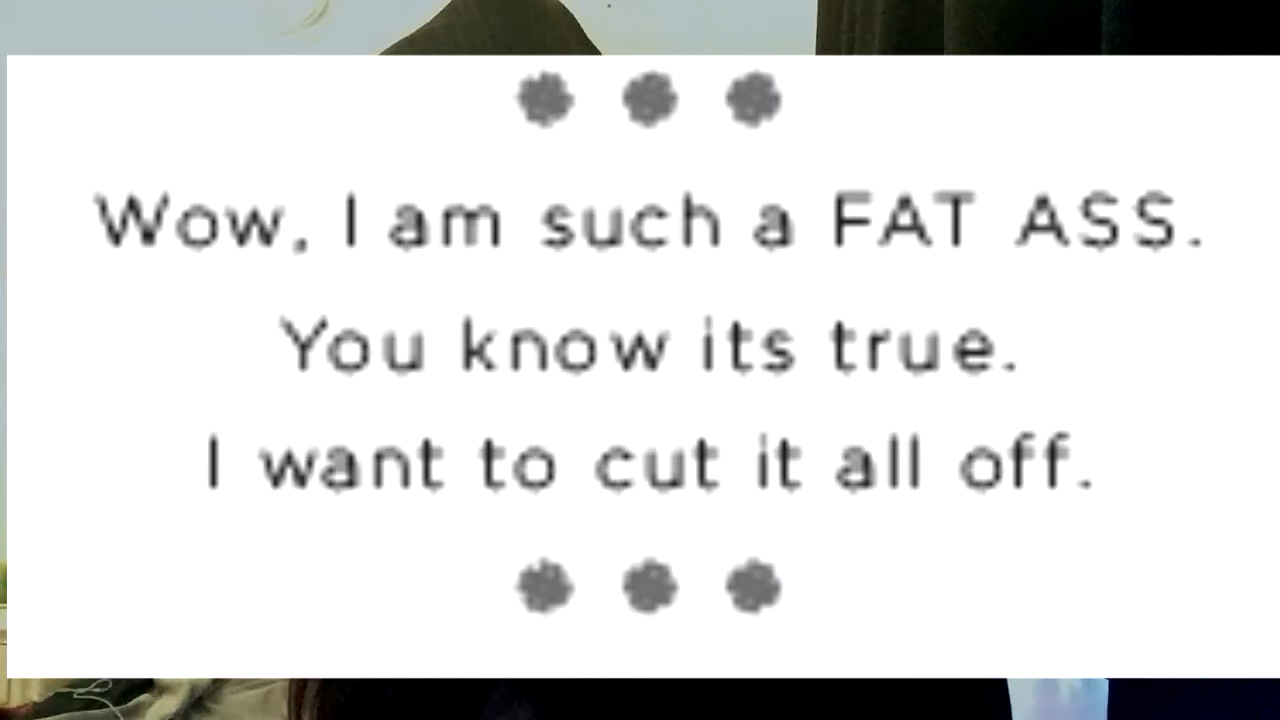 Wow, I am such a FAT ASS.
You know its true.
I want to cut it all off.